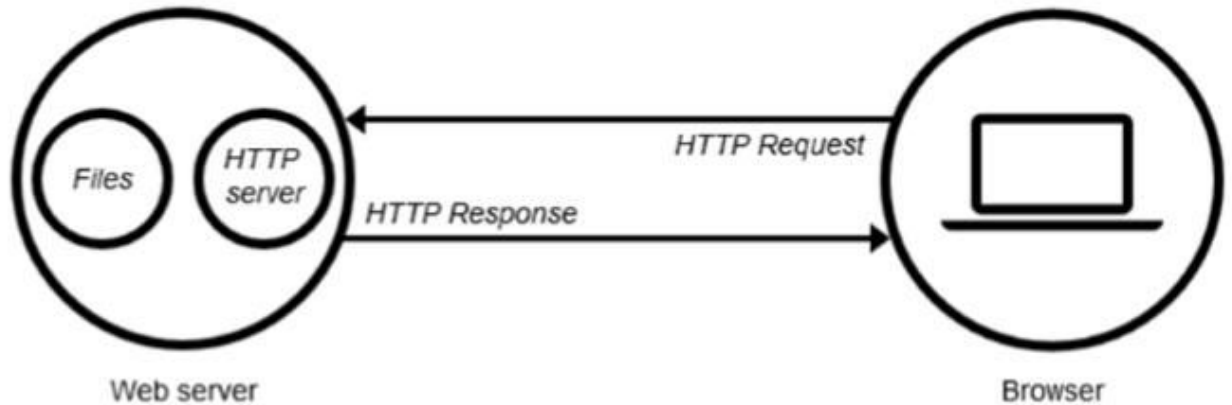 Files
HTTP
server
HTTP Request
HTTP Response
Web server
Browser